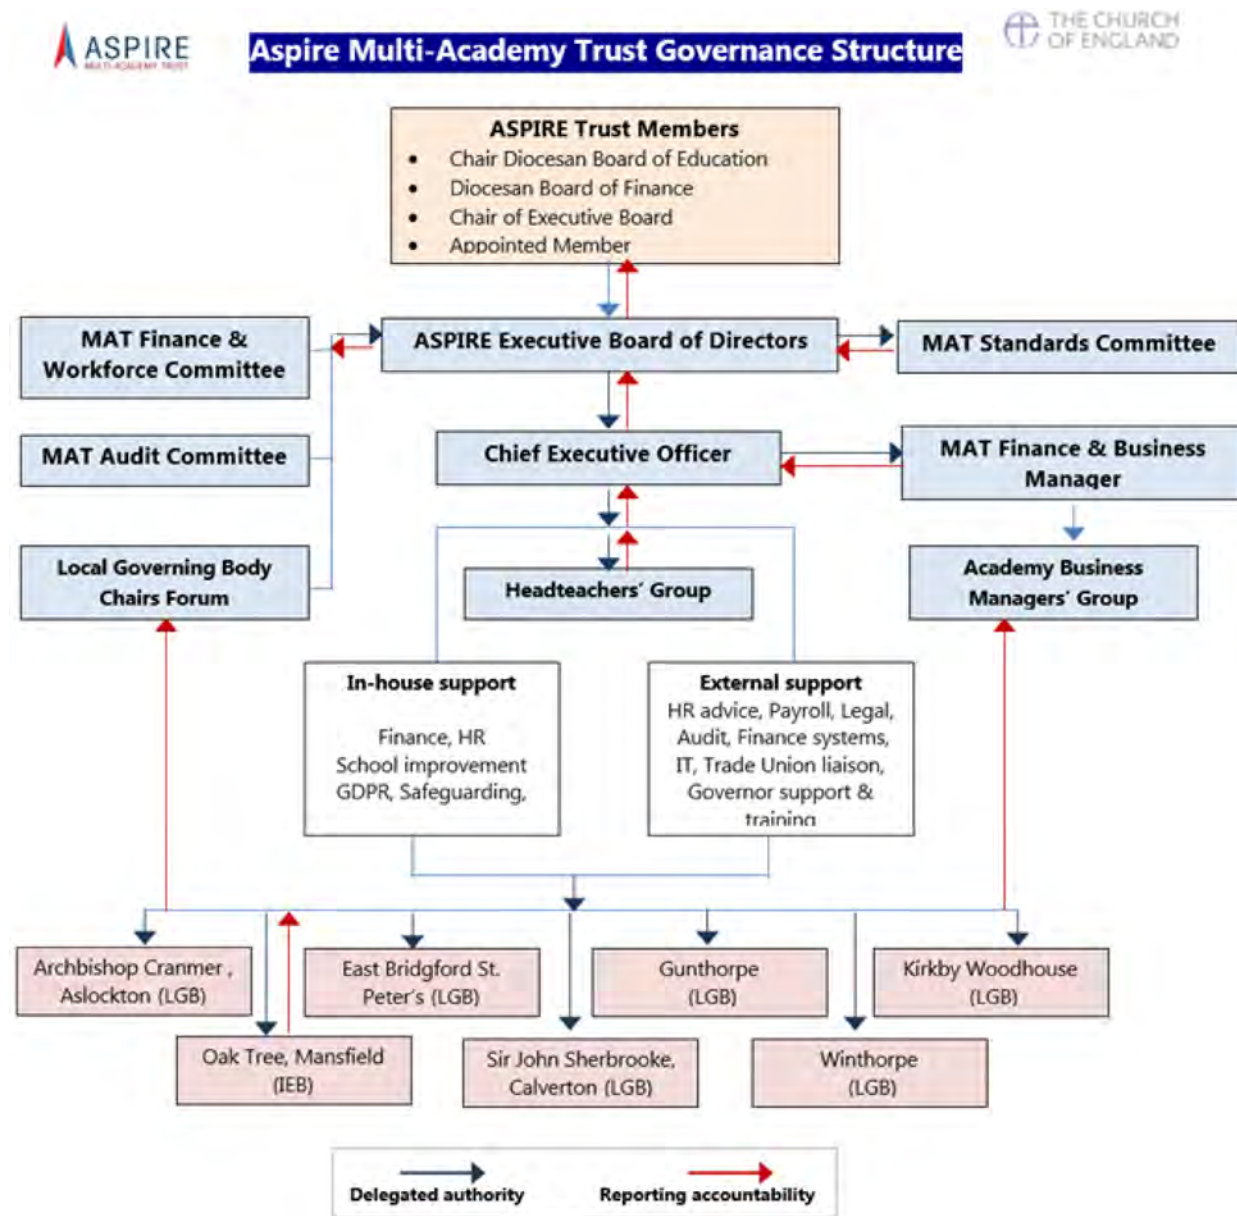 ASPIRE
MULTI-ACADEMY TRUST
Aspire Multi-Academy Trust Governance Structure
THE CHURCH
OF ENGLAND
ASPIRE Trust Members
• Chair Diocesan Board of Education
• Diocesan Board of Finance
• Chair of Executive Board
• Appointed Member
MAT Finance &
Workforce Committee
ASPIRE Executive Board of Directors
MAT Standards Committee
MAT Audit Committee
Chief Executive Officer
MAT Finance & Business
Manager
Local Governing Body
Chairs Forum
Headteachers' Group
Academy Business
Managers' Group
In-house support
Finance, HR
School improvement
GDPR, Safeguarding,
External support
HR advice, Payroll, Legal,
Audit, Finance systems,
IT, Trade Union liaison,
Governor support &
training
Archbishop Cranmer ,
Aslockton (LGB)
East Bridgford St.
Peter's (LGB)
Gunthorpe
(LGB)
Kirkby Woodhouse
(LGB)
Oak Tree, Mansfield
(IEB)
Sir John Sherbrooke,
Calverton (LGB)
Winthorpe
(LGB)
Delegated authority
Reporting accountability